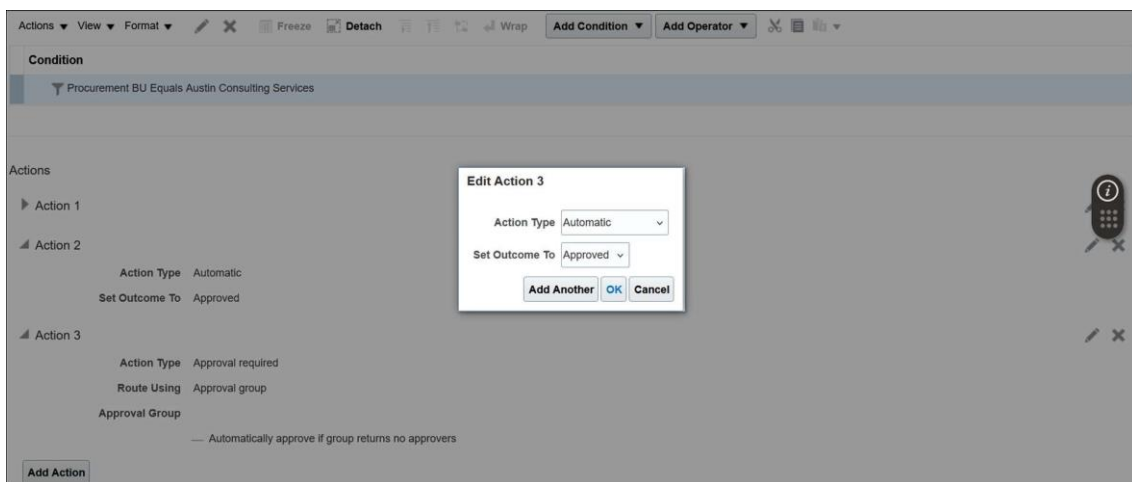 Actions View Format Freeze Detach Wrap Add Condition Add Operator
Condition
Procurement BU Equals Austin Consulting Services
Actions
Action 1
Action 2
Action Type Automatic
Set Outcome To Approved
Edit Action 3
Action Type Automatic
Set Outcome To Approved
Add Another OK Cancel
Action 3
Action Type Approval required
Route Using Approval group
Approval Group
Automatically approve if group returns no approvers
Add Action